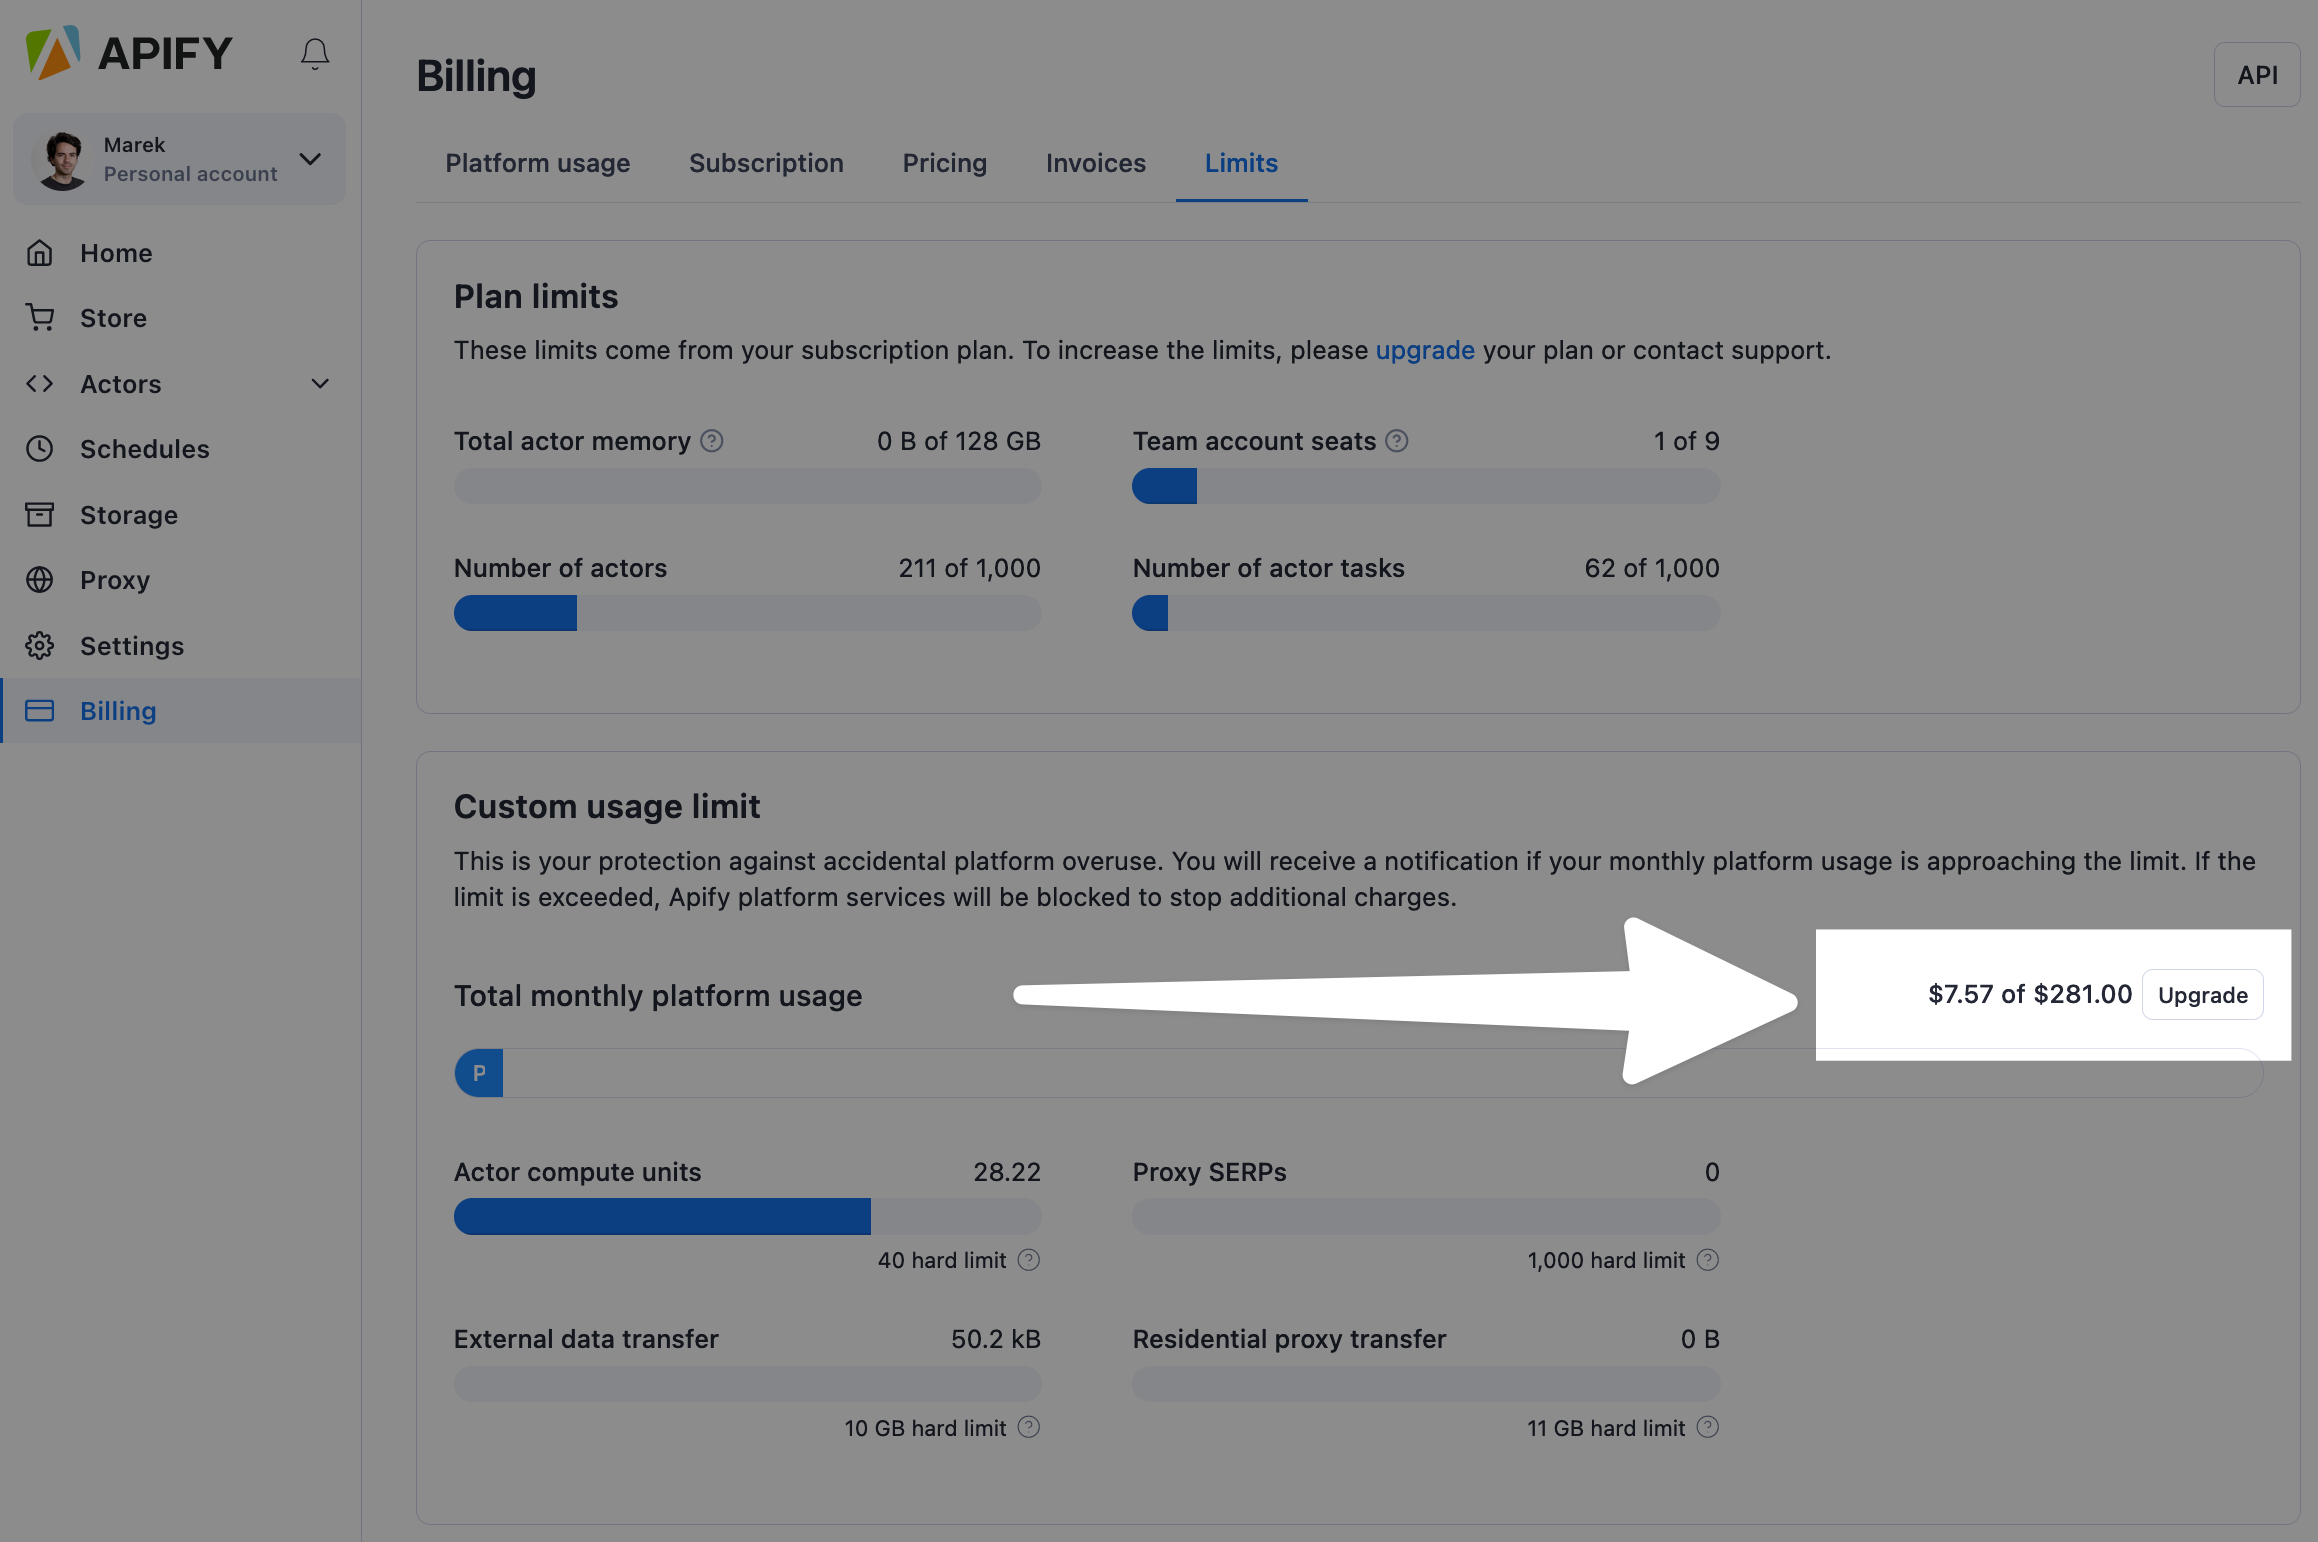 APIFY
Marek
Personal account
Home
Store
Actors
Schedules
Storage
Proxy
Settings
Billing
Billing
API
Platform usage
Subscription
Pricing
Invoices
Limits
Plan limits
These limits come from your subscription plan. To increase the limits, please upgrade your plan or contact support.
Total actor memory
0 B of 128 GB
Team account seats
1 of 9
Number of actors
211 of 1,000
Number of actor tasks
62 of 1,000
Custom usage limit
This is your protection against accidental platform overuse. You will receive a notification if your monthly platform usage is approaching the limit. If the
limit is exceeded, Apify platform services will be blocked to stop additional charges.
Total monthly platform usage
$7.57 of $281.00
Upgrade
P
Actor compute units
28.22
40 hard limit
Proxy SERPs
0
1,000 hard limit
External data transfer
50.2 kB
10 GB hard limit
Residential proxy transfer
0 B
11 GB hard limit